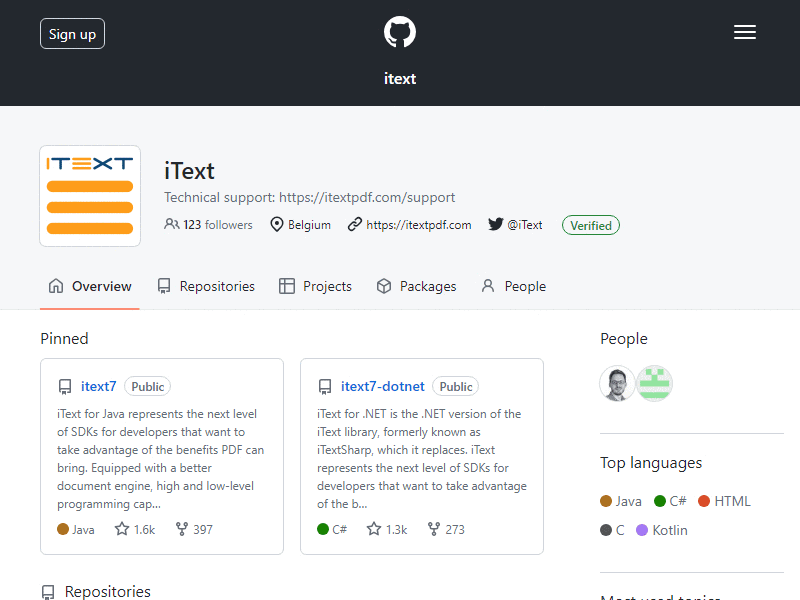 Sign up
itext
iTEXT
iText
Technical support: https://itextpdf.com/support
123 followers
Belgium
https://itextpdf.com
@iText
Verified
Overview
Repositories
Projects
Packages
People
Pinned
itext7 Public
iText for Java represents the next level
of SDKs for developers that want to
take advantage of the benefits PDF can
bring. Equipped with a better
document engine, high and low-level
programming cap...
Java 1.6k 397
itext7-dotnet Public
iText for .NET is the .NET version of the
iText library, formerly known as
iTextSharp, which it replaces. iText
represents the next level of SDKs for
developers that want to take advantage
of the b...
C# 1.3k 273
Repositories
People
Top languages
Java C# HTML
C Kotlin
Most used topics